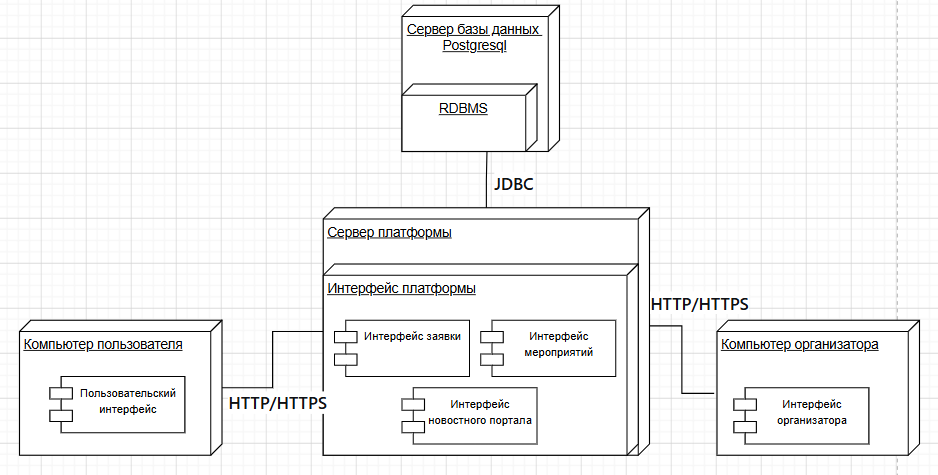 Сервер базы данных
Postgresql
RDBMS
JDBC
Сервер платформы
Интерфейс платформы
Интерфейс заявки
Интерфейс
мероприятий
Интерфейс
новостного портала
HTTP/HTTPS
Компьютер пользователя
Пользовательский
интерфейс
HTTP/HTTPS
Компьютер организатора
Интерфейс
организатора